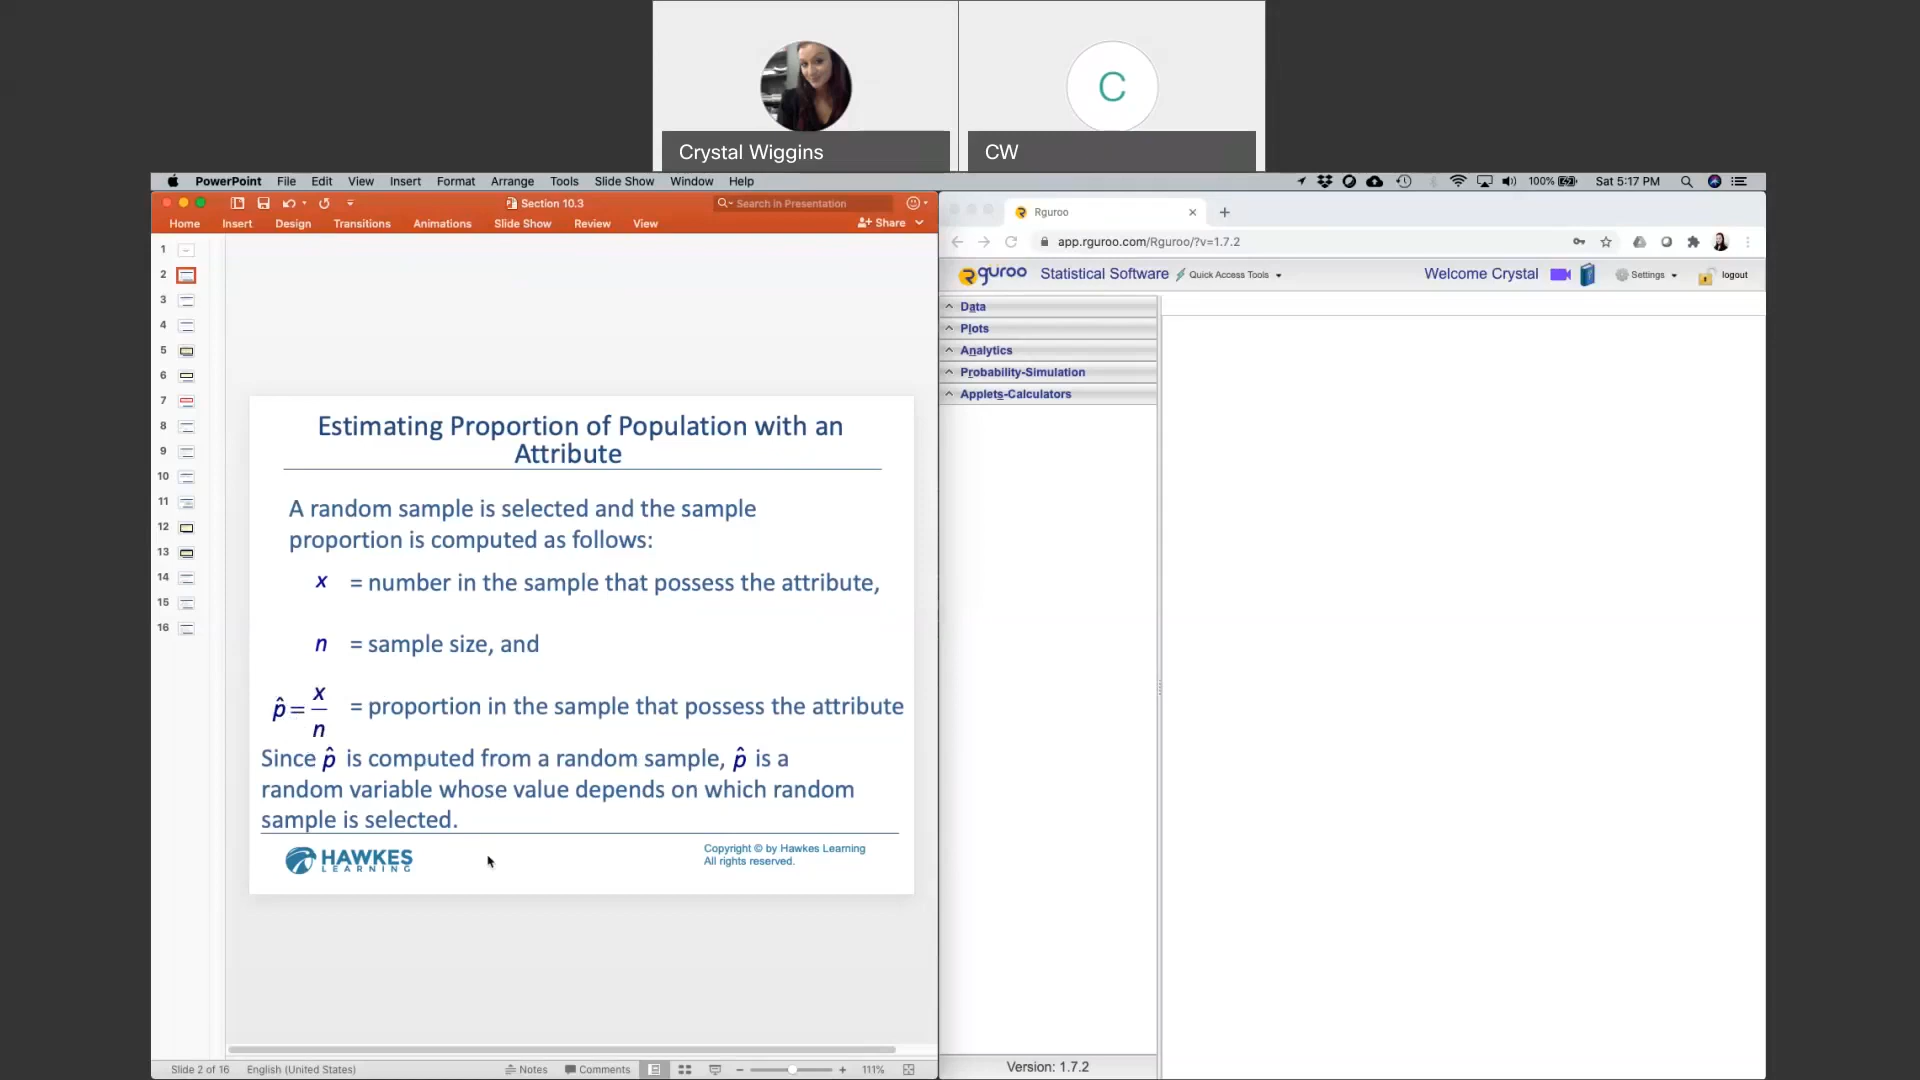 C
Crystal Wiggins
CW
PowerPoint File Edit View Insert Format Arrange Tools Slide Show Window Help
100% Sat 5:17 PM
Section 10.3
Search in Presentation
Home Insert Design Transitions Animations Slide Show Review View
Share
1
2
3
4
5
6
7
8
9
10
11
12
13
14
15
16
Estimating Proportion of Population with an
Attribute
A random sample is selected and the sample
proportion is computed as follows:
x = number in the sample that possess the attribute,
n = sample size, and
p̂ = x/n = proportion in the sample that possess the attribute
Since p̂ is computed from a random sample, p̂ is a
random variable whose value depends on which random
sample is selected.
HAWKES
LEARNING
Copyright © by Hawkes Learning
All rights reserved.
Slide 2 of 16 English (United States)
Notes Comments 111%
Rguroo
app.rguroo.com/Rguroo/?v=1.7.2
guroo Statistical Software Quick Access Tools
Welcome Crystal Settings logout
Data
Plots
Analytics
Probability-Simulation
Applets-Calculators
Version: 1.7.2